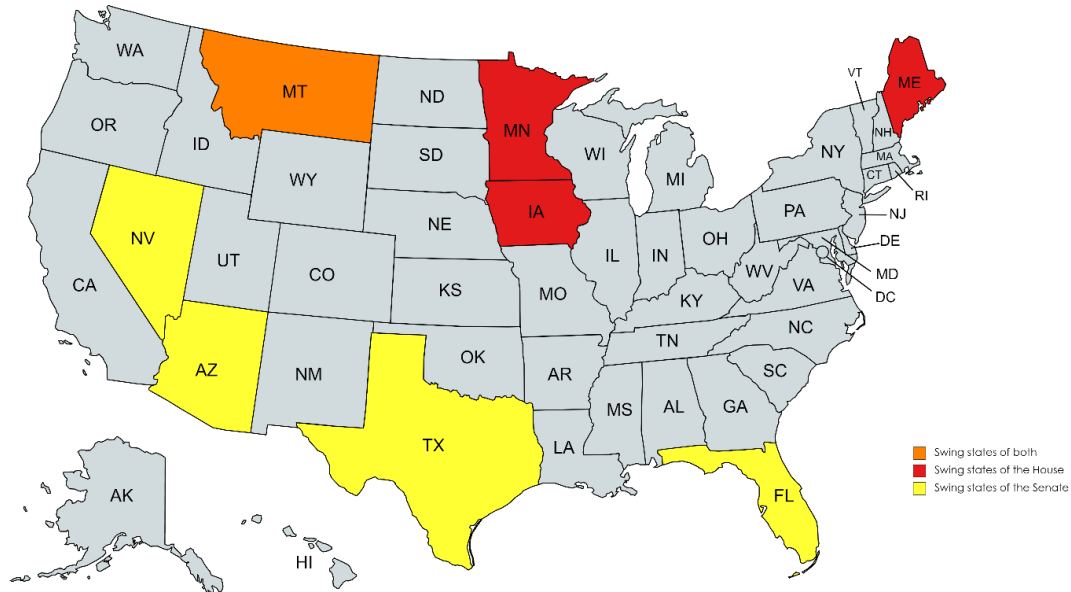 WA
MT
ND
MN
ME
VT
OR
ID
SD
WI
NH
NY
MA
WY
MI
CT
RI
IA
NE
PA
NJ
NV
OH
DE
UT
IL
IN
CO
WV
MD
CA
KS
MO
VA
DC
KY
NC
TN
AZ
OK
NM
AR
SC
MS
AL
GA
TX
LA
Swing states of both
Swing states of the House
Swing states of the Senate
AK
FL
HI